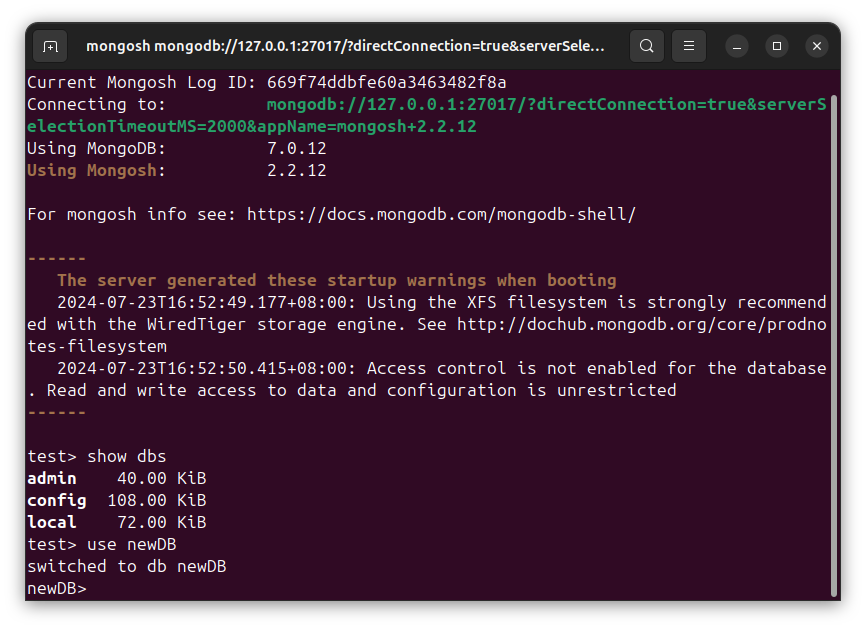 mongosh mongodb://127.0.0.1:27017/?directConnection=true&serverSele...
Current Mongosh Log ID: 669f74ddbfe60a3463482f8a
Connecting to:          mongodb://127.0.0.1:27017/?directConnection=true&serverS
electionTimeoutMS=2000&appName=mongosh+2.2.12
Using MongoDB:          7.0.12
Using Mongosh:          2.2.12
For mongosh info see: https://docs.mongodb.com/mongodb-shell/
------
   The server generated these startup warnings when booting
   2024-07-23T16:52:49.177+08:00: Using the XFS filesystem is strongly recommend
ed with the WiredTiger storage engine. See http://dochub.mongodb.org/core/prodno
tes-filesystem
   2024-07-23T16:52:50.415+08:00: Access control is not enabled for the database
. Read and write access to data and configuration is unrestricted
------
test> show dbs
admin    40.00 KiB
config  108.00 KiB
local    72.00 KiB
test> use newDB
switched to db newDB
newDB>